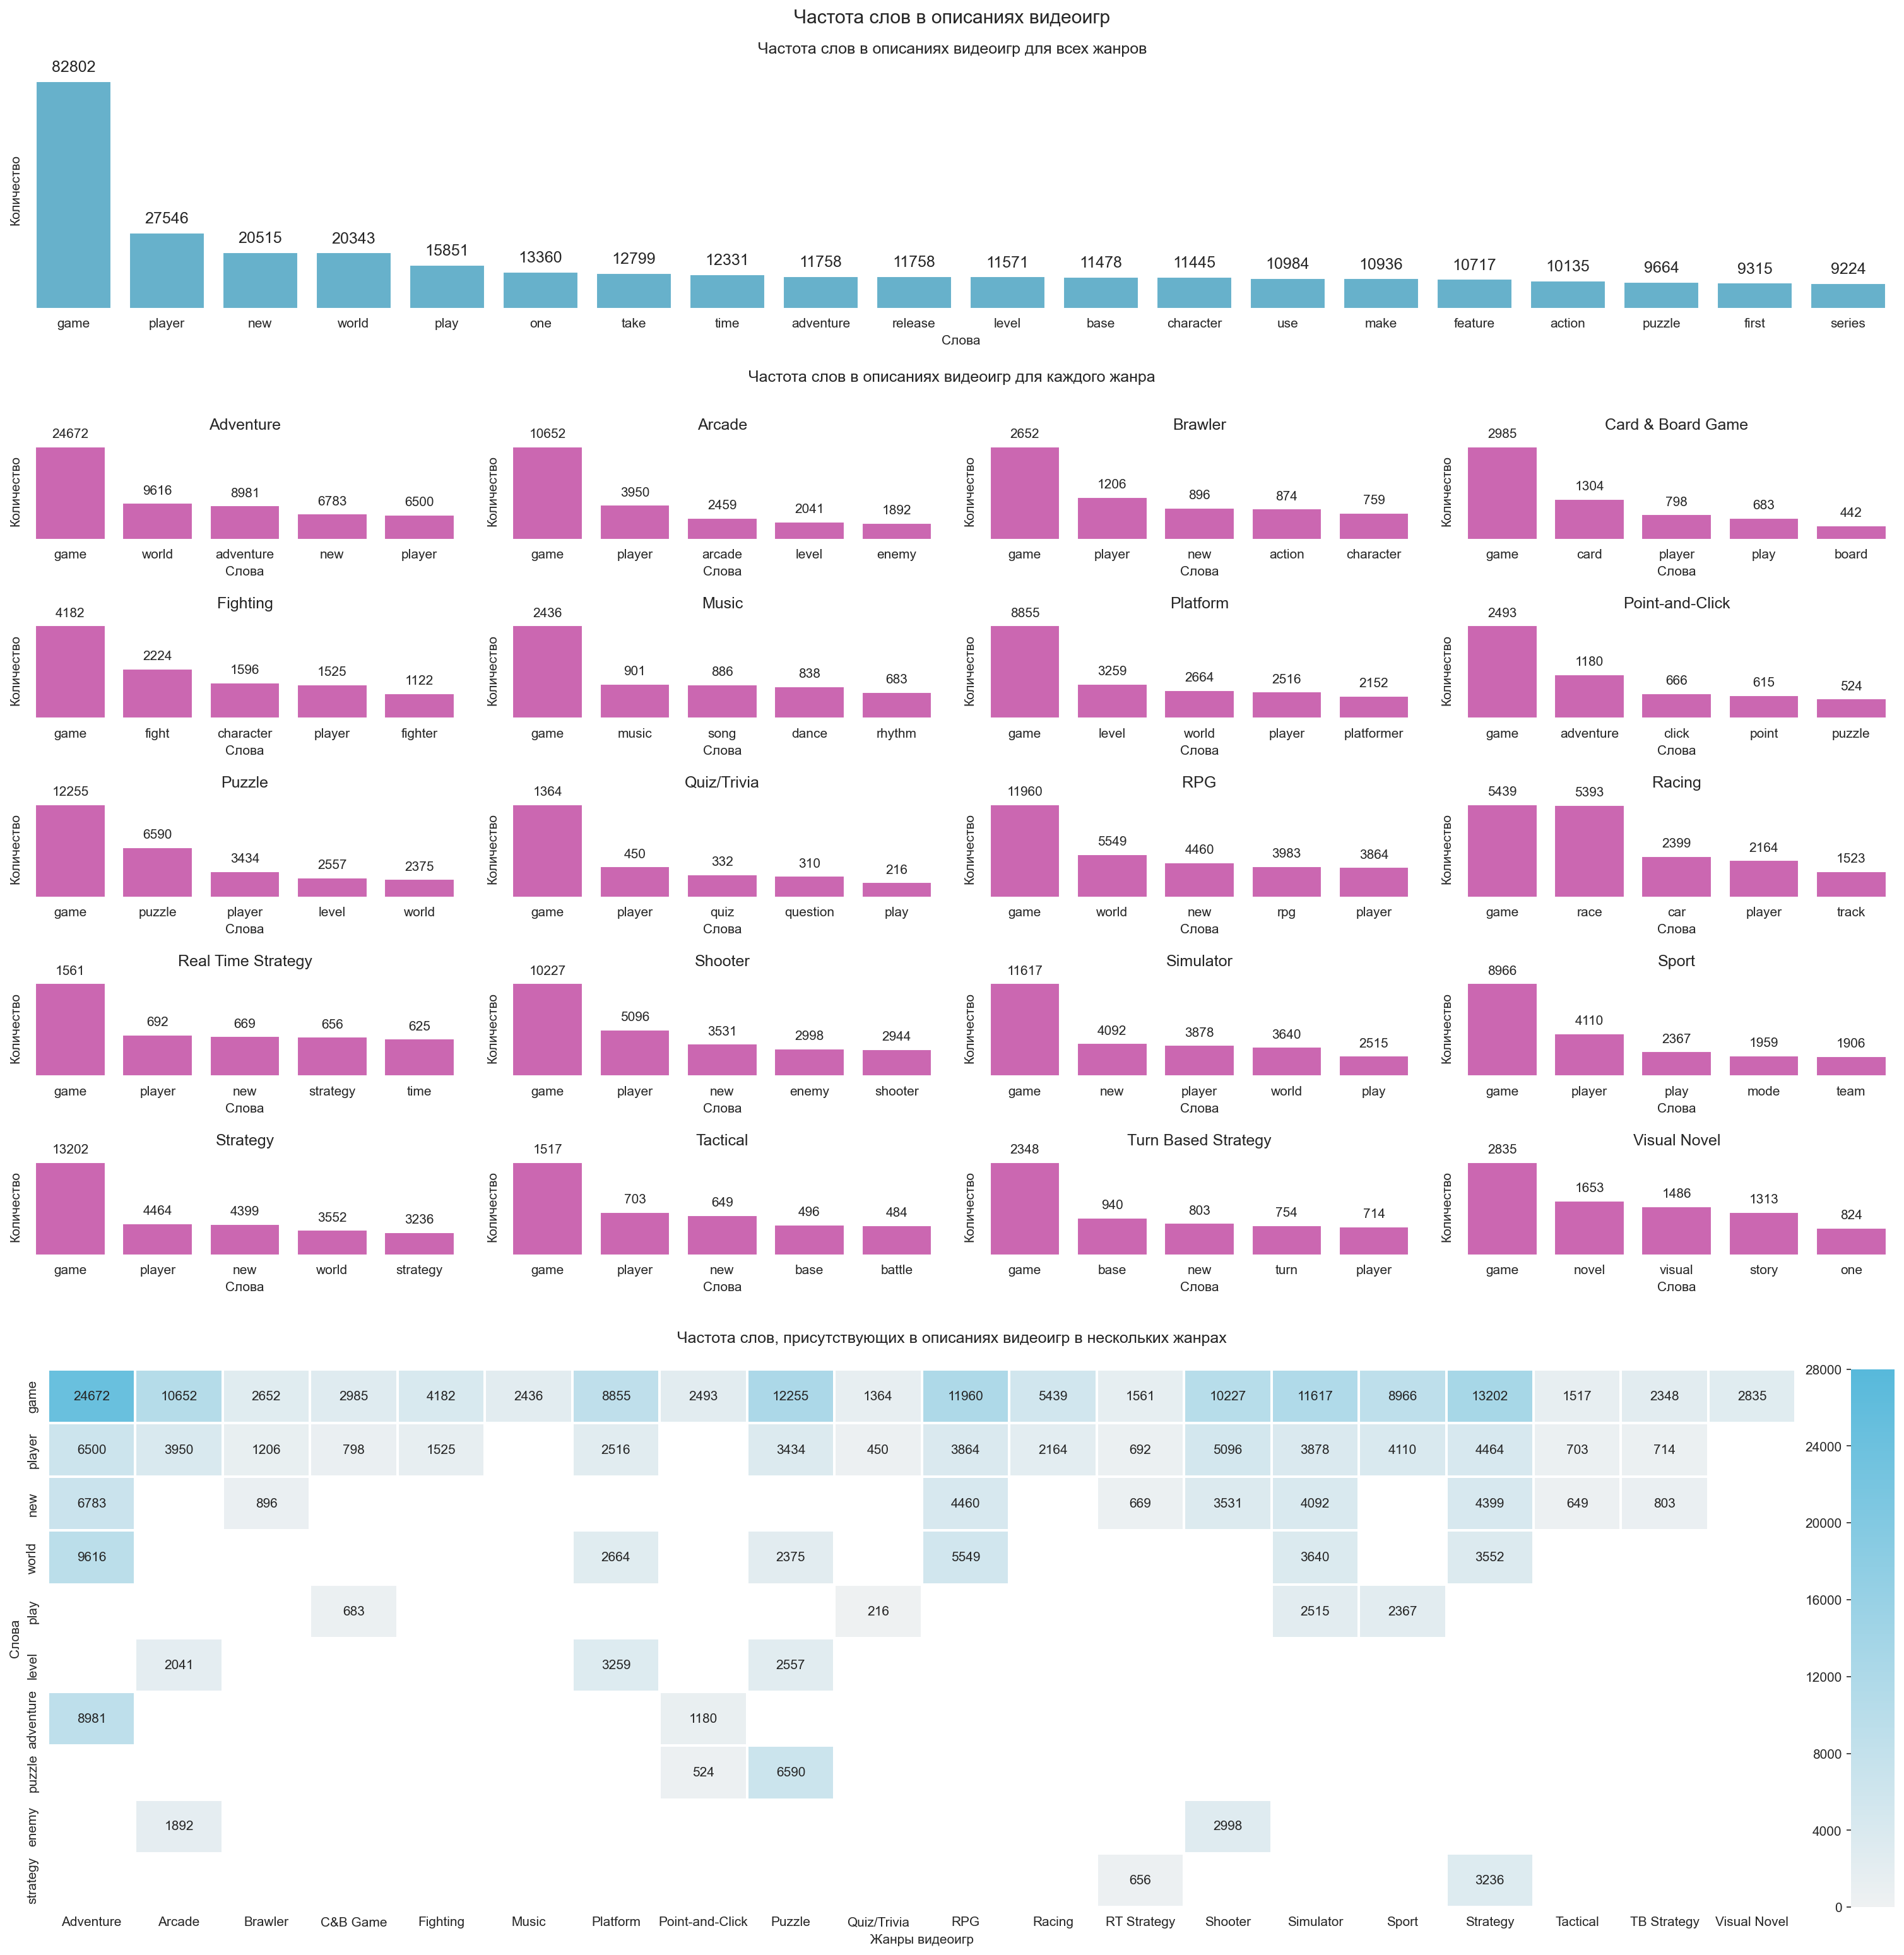 Частота слов в описаниях видеоигр
Частота слов в описаниях видеоигр для всех жанров
82802 27546 20515 20343 15851 13360 12799 12331 11758 11758 11571 11478 11445 10984 10936 10717 10135 9664 9315 9224
Количество
game player new world play one take time adventure release level base character use make feature action puzzle first series
Слова
Частота слов в описаниях видеоигр для каждого жанра
Adventure
24672 9616 8981 6783 6500
Количество
game world adventure new player
Слова
Arcade
10652 3950 2459 2041 1892
Количество
game player arcade level enemy
Слова
Brawler
2652 1206 896 874 759
Количество
game player new action character
Слова
Card & Board Game
2985 1304 798 683 442
Количество
game card player play board
Слова
Fighting
4182 2224 1596 1525 1122
Количество
game fight character player fighter
Слова
Music
2436 901 886 838 683
Количество
game music song dance rhythm
Слова
Platform
8855 3259 2664 2516 2152
Количество
game level world player platformer
Слова
Point-and-Click
2493 1180 666 615 524
Количество
game adventure click point puzzle
Слова
Puzzle
12255 6590 3434 2557 2375
Количество
game puzzle player level world
Слова
Quiz/Trivia
1364 450 332 310 216
Количество
game player quiz question play
Слова
RPG
11960 5549 4460 3983 3864
Количество
game world new rpg player
Слова
Racing
5439 5393 2399 2164 1523
Количество
game race car player track
Слова
Real Time Strategy
1561 692 669 656 625
Количество
game player new strategy time
Слова
Shooter
10227 5096 3531 2998 2944
Количество
game player new enemy shooter
Слова
Simulator
11617 4092 3878 3640 2515
Количество
game new player world play
Слова
Sport
8966 4110 2367 1959 1906
Количество
game player play mode team
Слова
Strategy
13202 4464 4399 3552 3236
Количество
game player new world strategy
Слова
Tactical
1517 703 649 496 484
Количество
game player new base battle
Слова
Turn Based Strategy
2348 940 803 754 714
Количество
game base new turn player
Слова
Visual Novel
2835 1653 1486 1313 824
Количество
game novel visual story one
Слова
Частота слов, присутствующих в описаниях видеоигр в нескольких жанрах
Слова
game 24672 10652 2652 2985 4182 2436 8855 2493 12255 1364 11960 5439 1561 10227 11617 8966 13202 1517 2348 2835
player 6500 3950 1206 798 1525 2516 3434 450 3864 2164 692 5096 3878 4110 4464 703 714
new 6783 896 4460 669 3531 4092 4399 649 803
world 9616 2664 2375 5549 3640 3552
play 683 216 2515 2367
level 2041 3259 2557
adventure 8981 1180
puzzle 524 6590
enemy 1892 2998
strategy 656 3236
Adventure Arcade Brawler C&B Game Fighting Music Platform Point-and-Click Puzzle Quiz/Trivia RPG Racing RT Strategy Shooter Simulator Sport Strategy Tactical TB Strategy Visual Novel
Жанры видеоигр
28000
24000
20000
16000
12000
8000
4000
0